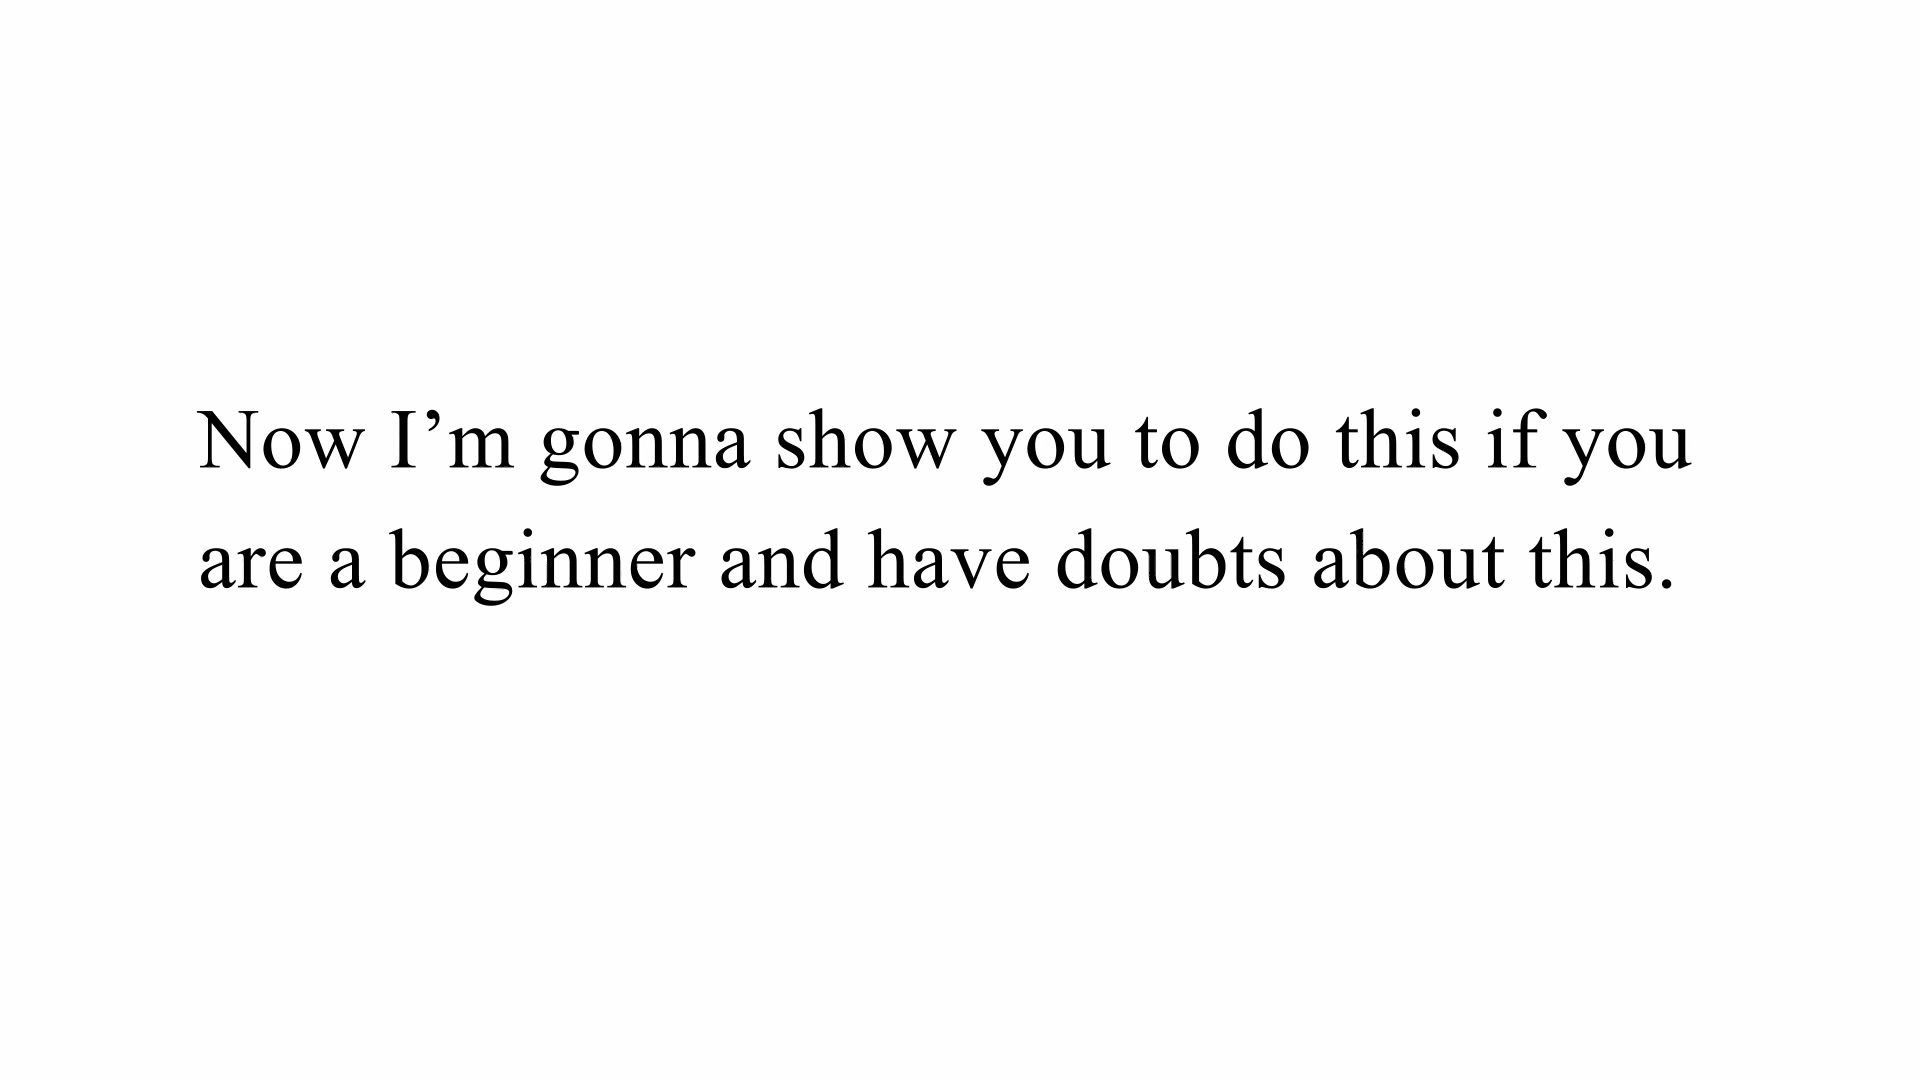 Now I’m gonna show you to do this if you
are a beginner and have doubts about this.